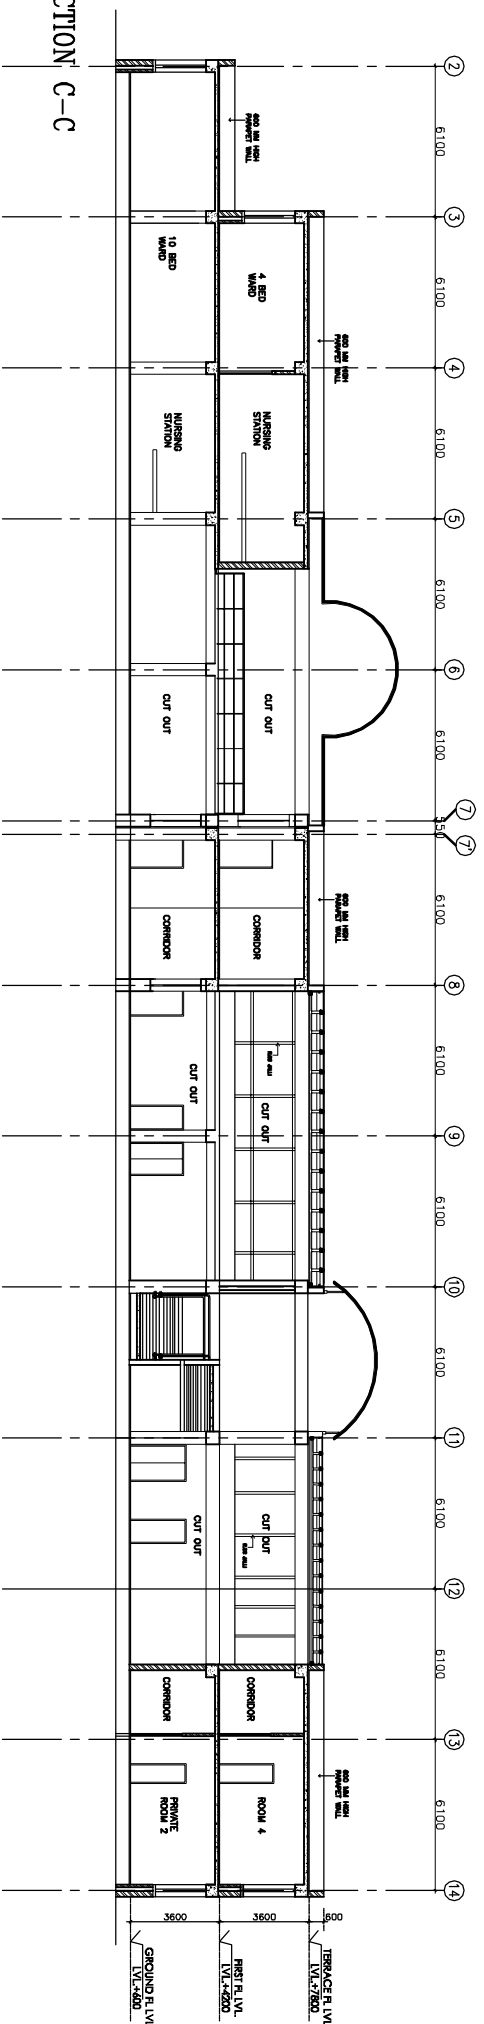 2
3
4
5
6
7
7'
8
9
10
11
12
13
14
6100
6100
6100
6100
6100
550
6100
6100
6100
6100
6100
6100
6100
600 MM HIGH
PARAPET WALL
600 MM HIGH
PARAPET WALL
600 MM HIGH
PARAPET WALL
600 MM HIGH
PARAPET WALL
4 BED
WARD
NURSING
STATION
CUT OUT
CORRIDOR
CUT OUT
CUT OUT
CORRIDOR
ROOM 4
10 BED
WARD
NURSING
STATION
CUT OUT
CORRIDOR
CUT OUT
CUT OUT
CORRIDOR
PRIVATE
ROOM 2
600
3600
3600
TERRACE FL LVL
LVL.+7800
FIRST FL LVL.
LVL.+4200
GROUND FL LVL
LVL.+600
CTION C-C